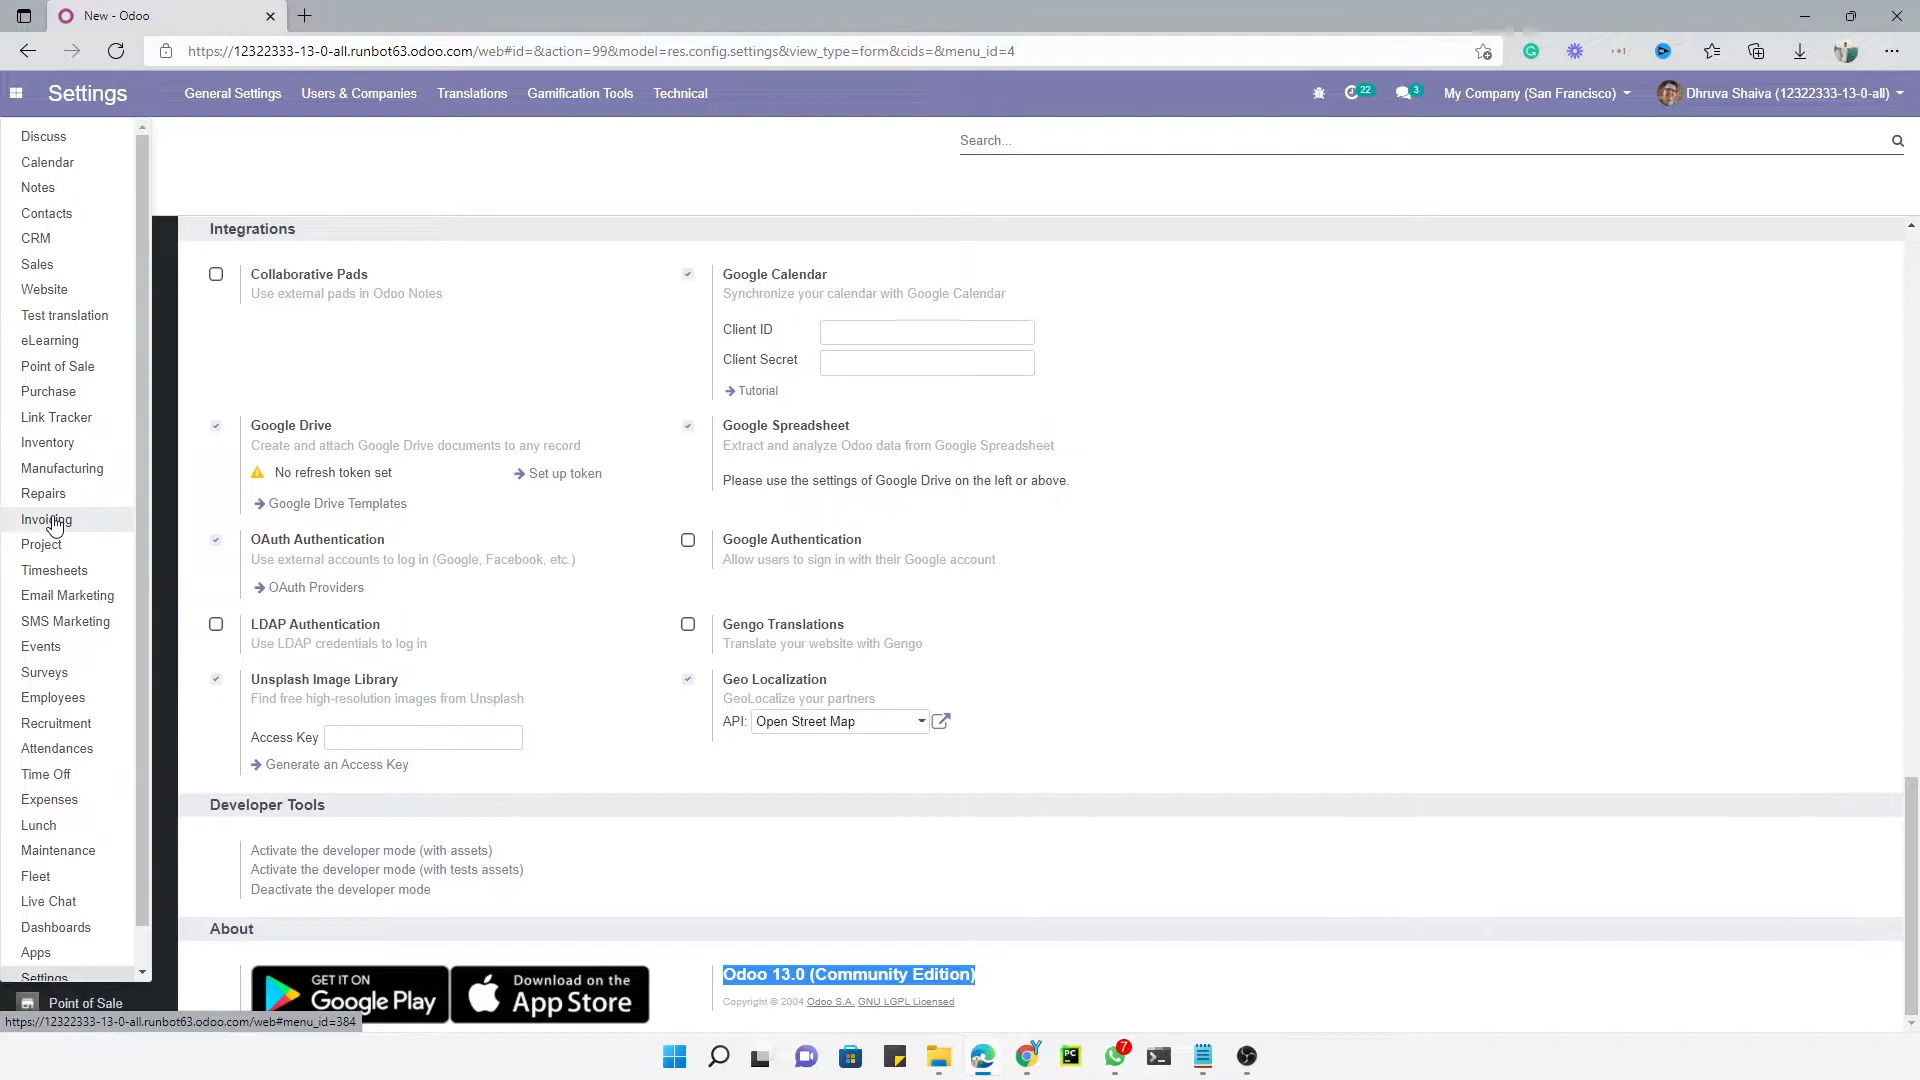 New - Odoo
https://12322333-13-0-all.runbot63.odoo.com/web#id=&action=99&model=res.config.settings&view_type=form&cids=&menu_id=4
Settings
General Settings
Users & Companies
Translations
Gamification Tools
Technical
22
3
My Company (San Francisco)
Dhruva Shaiva (12322333-13-0-all)
Search...
Discuss
Calendar
Notes
Contacts
CRM
Sales
Website
Test translation
eLearning
Point of Sale
Purchase
Link Tracker
Inventory
Manufacturing
Repairs
Invoicing
Project
Timesheets
Email Marketing
SMS Marketing
Events
Surveys
Employees
Recruitment
Attendances
Time Off
Expenses
Lunch
Maintenance
Fleet
Live Chat
Dashboards
Apps
Settings
Point of Sale
https://12322333-13-0-all.runbot63.odoo.com/web#menu_id=384
Integrations
Collaborative Pads
Use external pads in Odoo Notes
Google Calendar
Synchronize your calendar with Google Calendar
Client ID
Client Secret
Tutorial
Google Drive
Create and attach Google Drive documents to any record
No refresh token set
Set up token
Google Drive Templates
Google Spreadsheet
Extract and analyze Odoo data from Google Spreadsheet
Please use the settings of Google Drive on the left or above.
OAuth Authentication
Use external accounts to log in (Google, Facebook, etc.)
OAuth Providers
Google Authentication
Allow users to sign in with their Google account
LDAP Authentication
Use LDAP credentials to log in
Gengo Translations
Translate your website with Gengo
Unsplash Image Library
Find free high-resolution images from Unsplash
Access Key
Generate an Access Key
Geo Localization
GeoLocalize your partners
API: Open Street Map
Developer Tools
Activate the developer mode (with assets)
Activate the developer mode (with tests assets)
Deactivate the developer mode
About
GET IT ON
Google Play
Download on the
App Store
Odoo 13.0 (Community Edition)
Copyright © 2004 Odoo S.A. GNU LGPL Licensed
PC
7